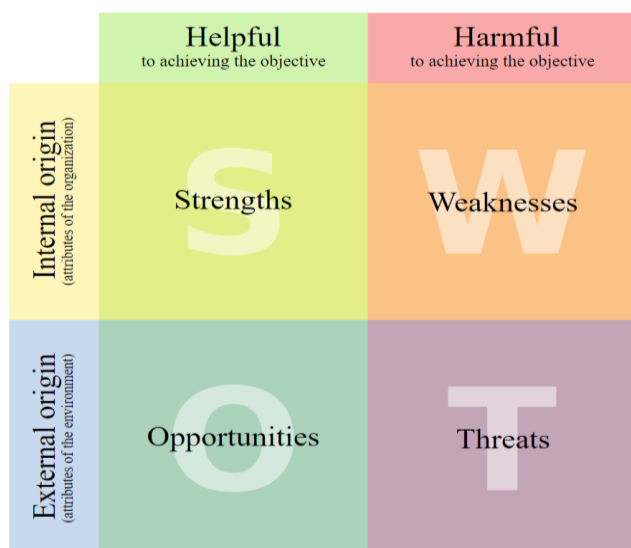 Helpful
to achieving the objective
Harmful
to achieving the objective
Internal origin
(attributes of the organization)
S
Strengths
W
Weaknesses
External origin
(attributes of the environment)
O
Opportunities
T
Threats